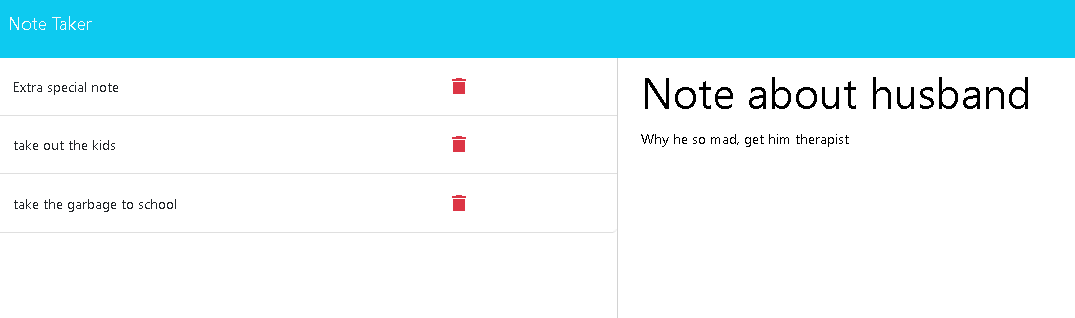 Note Taker
Extra special note
take out the kids
take the garbage to school
Note about husband
Why he so mad, get him therapist